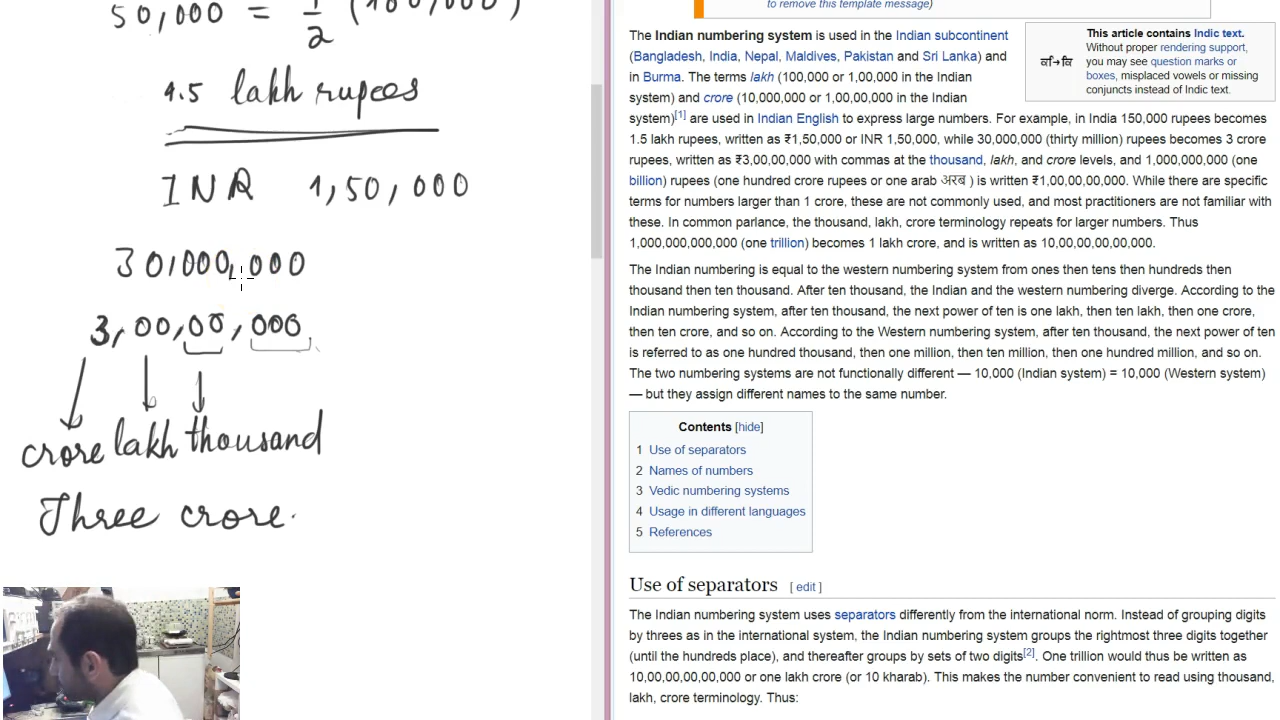 50,000 = 1/2 (100,000)
1.5 lakh rupees
INR 1,50,000
30,000,000
3,00,00,000
crore lakh thousand
Three crore.
to remove this template message)
The Indian numbering system is used in the Indian subcontinent
(Bangladesh, India, Nepal, Maldives, Pakistan and Sri Lanka) and
in Burma. The terms lakh (100,000 or 1,00,000 in the Indian
system) and crore (10,000,000 or 1,00,00,000 in the Indian
system)[1] are used in Indian English to express large numbers. For example, in India 150,000 rupees becomes
1.5 lakh rupees, written as ₹1,50,000 or INR 1,50,000, while 30,000,000 (thirty million) rupees becomes 3 crore
rupees, written as ₹3,00,00,000 with commas at the thousand, lakh, and crore levels, and 1,000,000,000 (one
billion) rupees (one hundred crore rupees or one arab अरब ) is written ₹1,00,00,00,000. While there are specific
terms for numbers larger than 1 crore, these are not commonly used, and most practitioners are not familiar with
these. In common parlance, the thousand, lakh, crore terminology repeats for larger numbers. Thus
1,000,000,000,000 (one trillion) becomes 1 lakh crore, and is written as 10,00,00,00,00,000.
This article contains Indic text.
Without proper rendering support,
you may see question marks or
boxes, misplaced vowels or missing
conjuncts instead of Indic text.
The Indian numbering is equal to the western numbering system from ones then tens then hundreds then
thousand then ten thousand. After ten thousand, the Indian and the western numbering diverge. According to the
Indian numbering system, after ten thousand, the next power of ten is one lakh, then ten lakh, then one crore,
then ten crore, and so on. According to the Western numbering system, after ten thousand, the next power of ten
is referred to as one hundred thousand, then one million, then ten million, then one hundred million, and so on.
The two numbering systems are not functionally different — 10,000 (Indian system) = 10,000 (Western system)
— but they assign different names to the same number.
Contents [hide]
1 Use of separators
2 Names of numbers
3 Vedic numbering systems
4 Usage in different languages
5 References
Use of separators [ edit ]
The Indian numbering system uses separators differently from the international norm. Instead of grouping digits
by threes as in the international system, the Indian numbering system groups the rightmost three digits together
(until the hundreds place), and thereafter groups by sets of two digits[2]. One trillion would thus be written as
10,00,00,00,00,000 or one lakh crore (or 10 kharab). This makes the number convenient to read using thousand,
lakh, crore terminology. Thus: